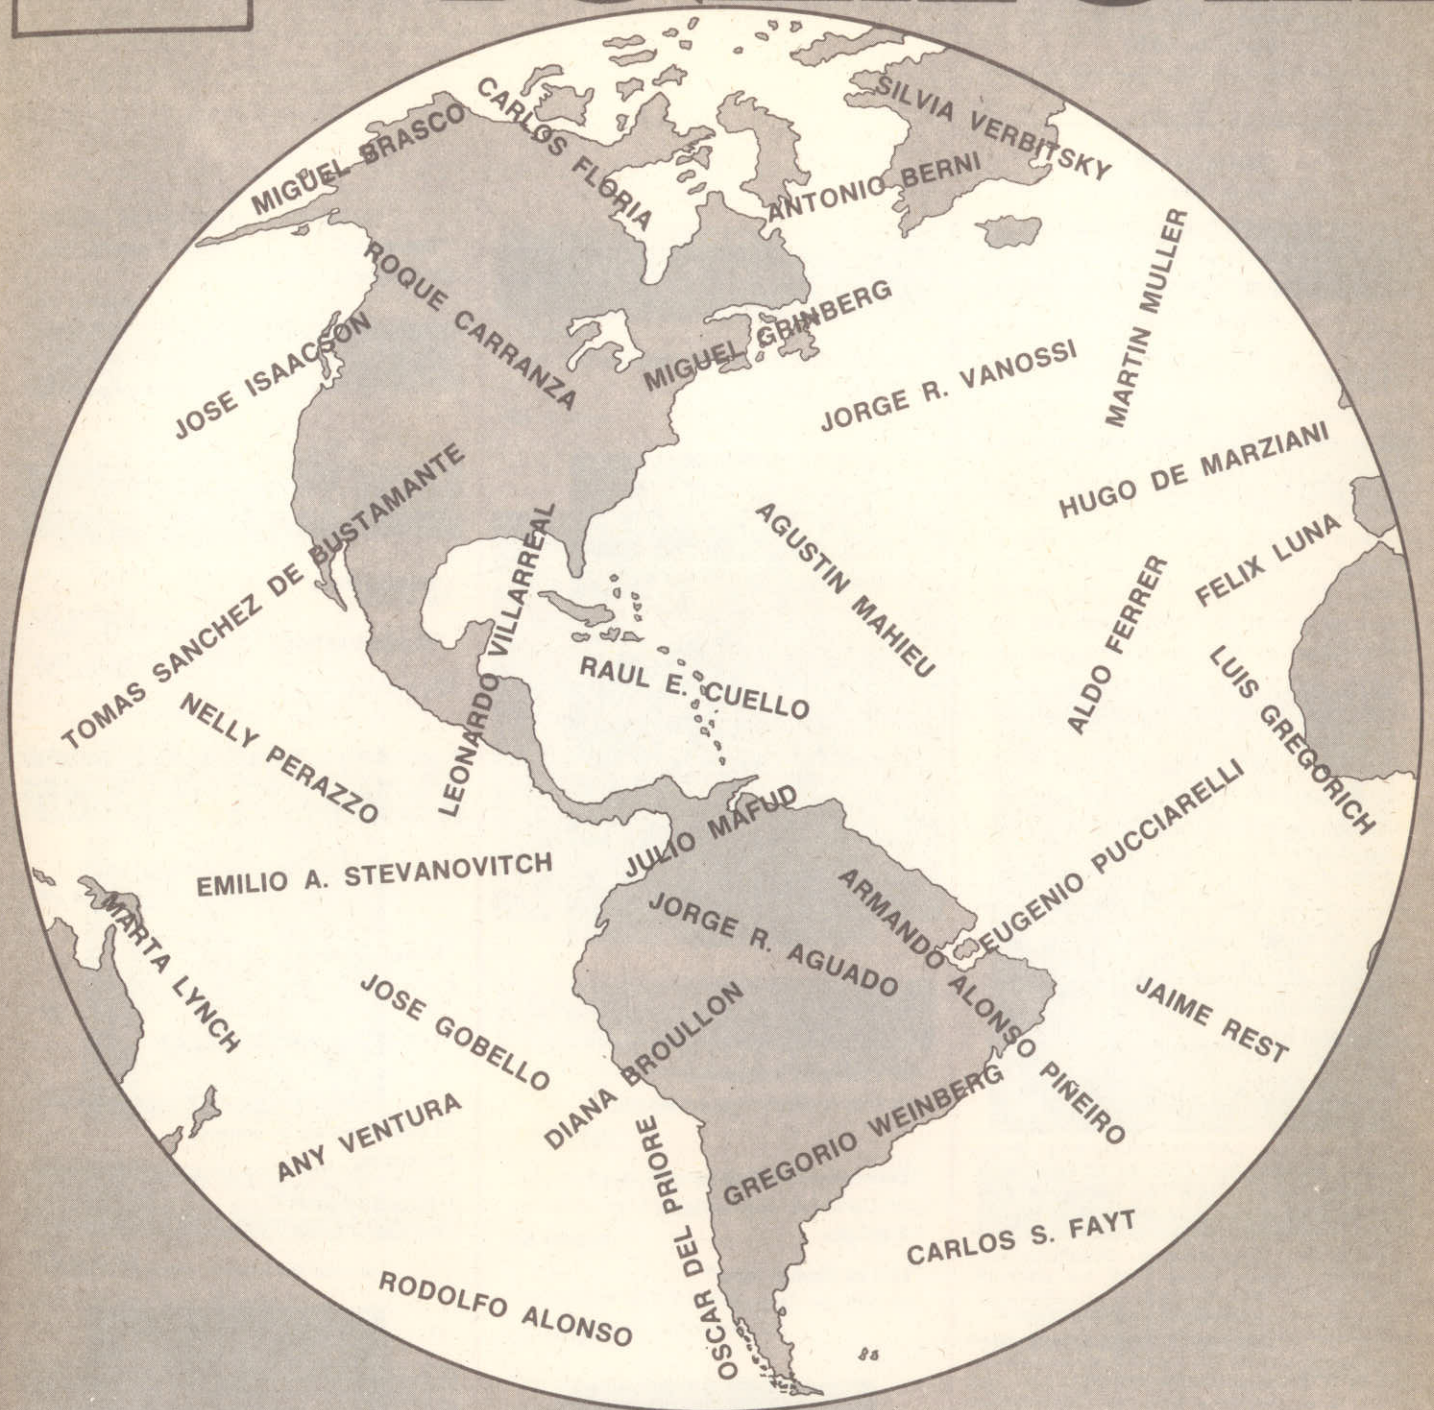 SILVIA VERBITSKY
CARLOS FLORIA
MIGUEL BRASCO
ANTONIO BERNI
MARTIN MULLER
ROQUE CARRANZA
MIGUEL GRINBERG
JOSE ISAACSON
JORGE R. VANOSSI
HUGO DE MARZIANI
TOMAS SANCHEZ DE BUSTAMANTE
LEONARDO VILLARREAL
AGUSTIN MAHIEU
FELIX LUNA
ALDO FERRER
RAUL E. CUELLO
LUIS GREGORICH
NELLY PERAZZO
JULIO MAFUD
EUGENIO PUCCIARELLI
EMILIO A. STEVANOVITCH
ARMANDO ALONSO PIÑEIRO
JORGE R. AGUADO
MARTA LYNCH
JOSE GOBELLO
DIANA BROULLON
JAIME REST
GREGORIO WEINBERG
ANY VENTURA
OSCAR DEL PRIORE
CARLOS S. FAYT
RODOLFO ALONSO